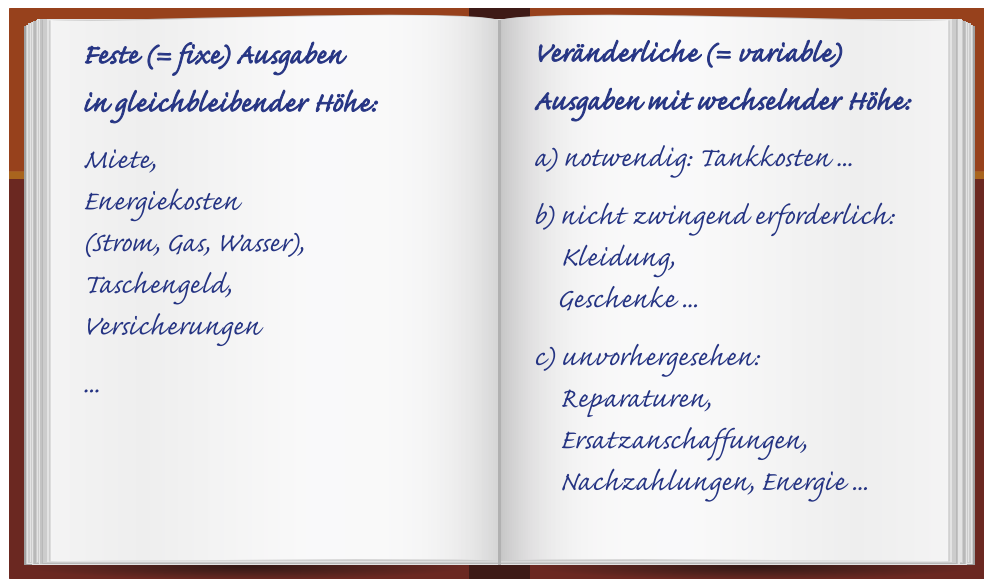 Feste (= fixe) Ausgaben
in gleichbleibender Höhe:
Miete,
Energiekosten
(Strom, Gas, Wasser),
Taschengeld,
Versicherungen
...
Veränderliche (= variable)
Ausgaben mit wechselnder Höhe:
a) notwendig: Tankkosten ...
b) nicht zwingend erforderlich:
Kleidung,
Geschenke ...
c) unvorhergesehen:
Reparaturen,
Ersatzanschaffungen,
Nachzahlungen, Energie ...